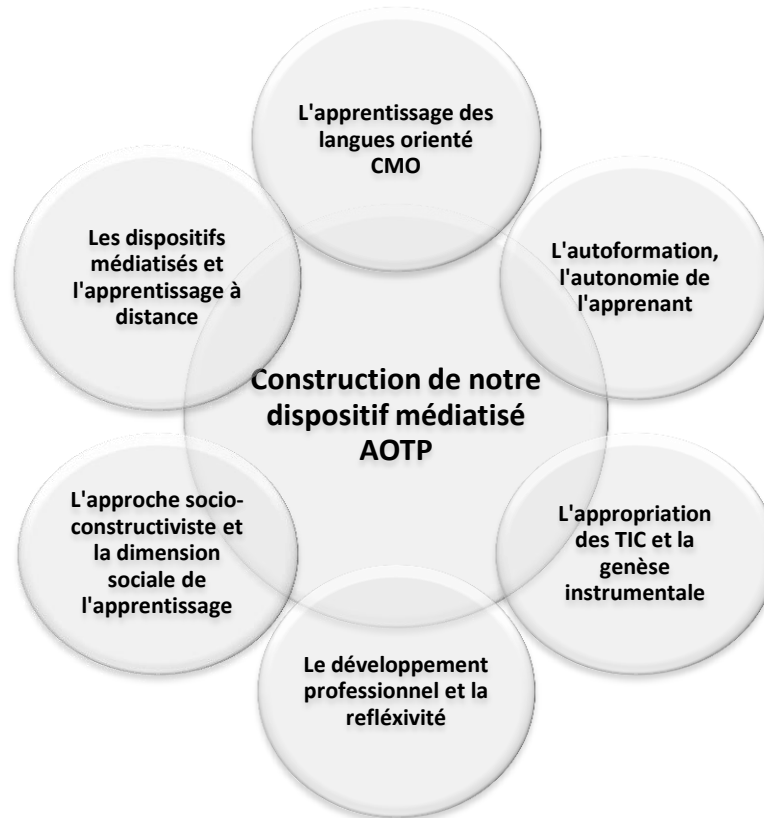 L'apprentissage des
langues orienté
CMO
Les dispositifs
médiatisés et
l'apprentissage à
distance
L'autoformation,
l'autonomie de
l'apprenant
Construction de notre
dispositif médiatisé
AOTP
L'approche socio-
constructiviste et
la dimension
sociale de
l'apprentissage
L'appropriation
des TIC et la
genèse
instrumentale
Le développement
professionnel et la
refléxivité